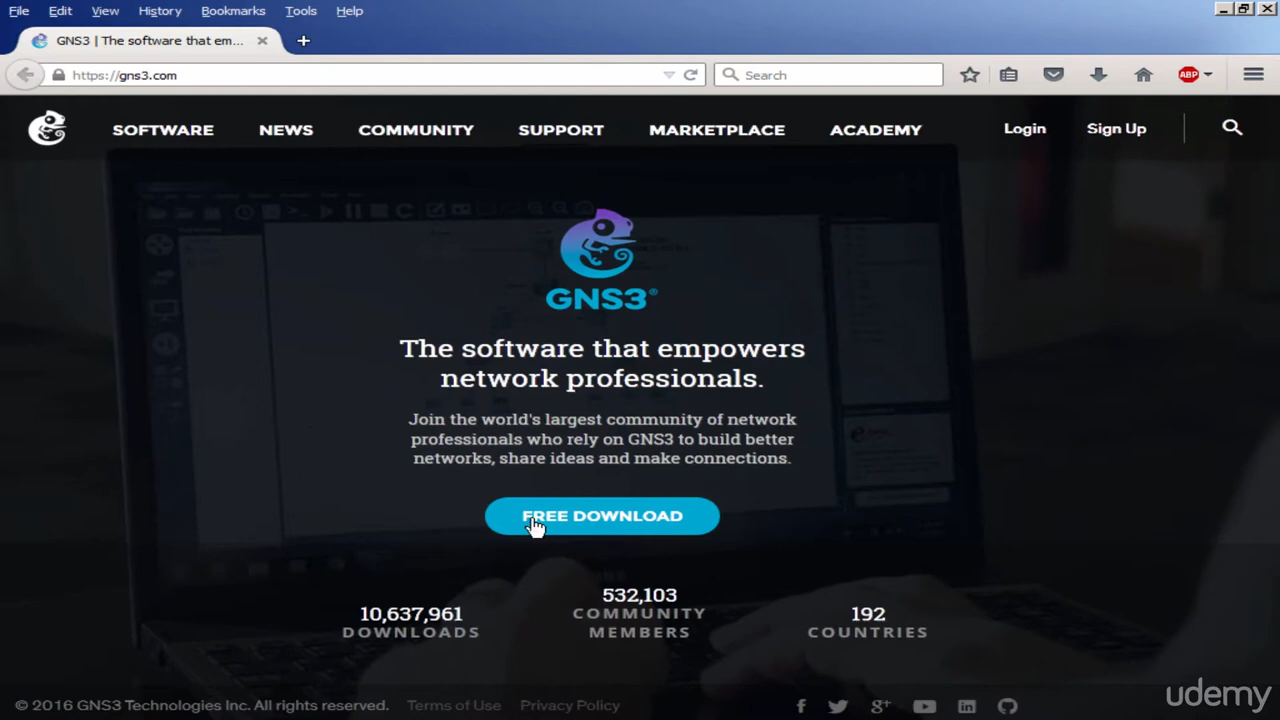 File Edit View History Bookmarks Tools Help
GNS3 | The software that em...
https://gns3.com
Search
ABP
SOFTWARE NEWS COMMUNITY SUPPORT MARKETPLACE ACADEMY Login Sign Up
GNS3®
The software that empowers
network professionals.
Join the world's largest community of network
professionals who rely on GNS3 to build better
networks, share ideas and make connections.
FREE DOWNLOAD
10,637,961
DOWNLOADS
532,103
COMMUNITY
MEMBERS
192
COUNTRIES
© 2016 GNS3 Technologies Inc. All rights reserved. Terms of Use Privacy Policy
udemy